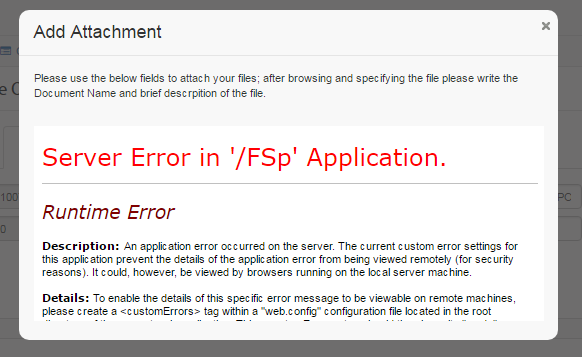 Add Attachment
×
Please use the below fields to attach your files; after browsing and specifying the file please write the
Document Name and brief descrpition of the file.
Server Error in '/FSp' Application.
Runtime Error
Description: An application error occurred on the server. The current custom error settings for
this application prevent the details of the application error from being viewed remotely (for security
reasons). It could, however, be viewed by browsers running on the local server machine.
Details: To enable the details of this specific error message to be viewable on remote machines,
please create a <customErrors> tag within a "web.config" configuration file located in the root
e C
100
PC
0